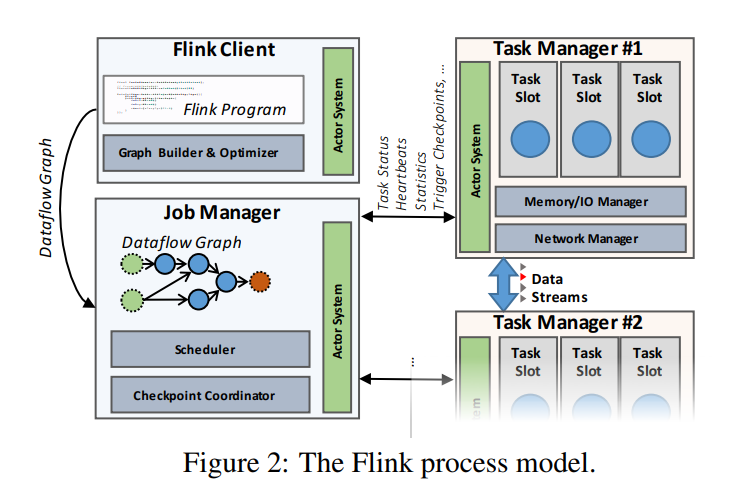 Flink Client
Flink Program
Graph Builder & Optimizer
Actor System
Dataflow Graph
Job Manager
Dataflow Graph
Scheduler
Checkpoint Coordinator
Actor System
Task Status
Heartbeats
Statistics
Trigger Checkpoints, ...
...
Task Manager #1
Actor System
Task
Slot
Task
Slot
Task
Slot
Memory/IO Manager
Network Manager
Data
Streams
Task Manager #2
Task
Slot
Task
Slot
Task
Slot
Figure 2: The Flink process model.